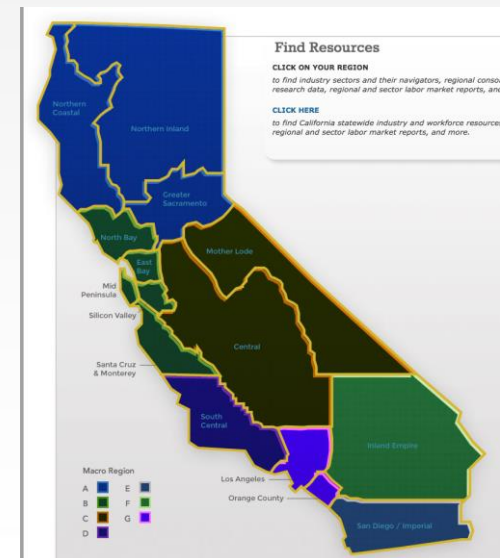 Find Resources
CLICK ON YOUR REGION
to find industry sectors and their navigators, regional
research data, regional and sector labor market reports,
CLICK HERE
to find California statewide industry and workforce
regional and sector labor market reports, and more.
Northern
Coastal
Northern Inland
Greater
Sacramento
North Bay
Mother Lode
East
Bay
Mid
Peninsula
Silicon Valley
Central
Santa Cruz
& Monterey
South
Central
Inland Empire
Los Angeles
Orange County
San Diego / Imperial
Macro Region
A E
B F
C G
D